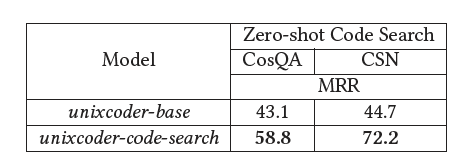 Zero-shot Code Search
Model CosQA CSN
MRR
unixcoder-base 43.1 44.7
unixcoder-code-search 58.8 72.2